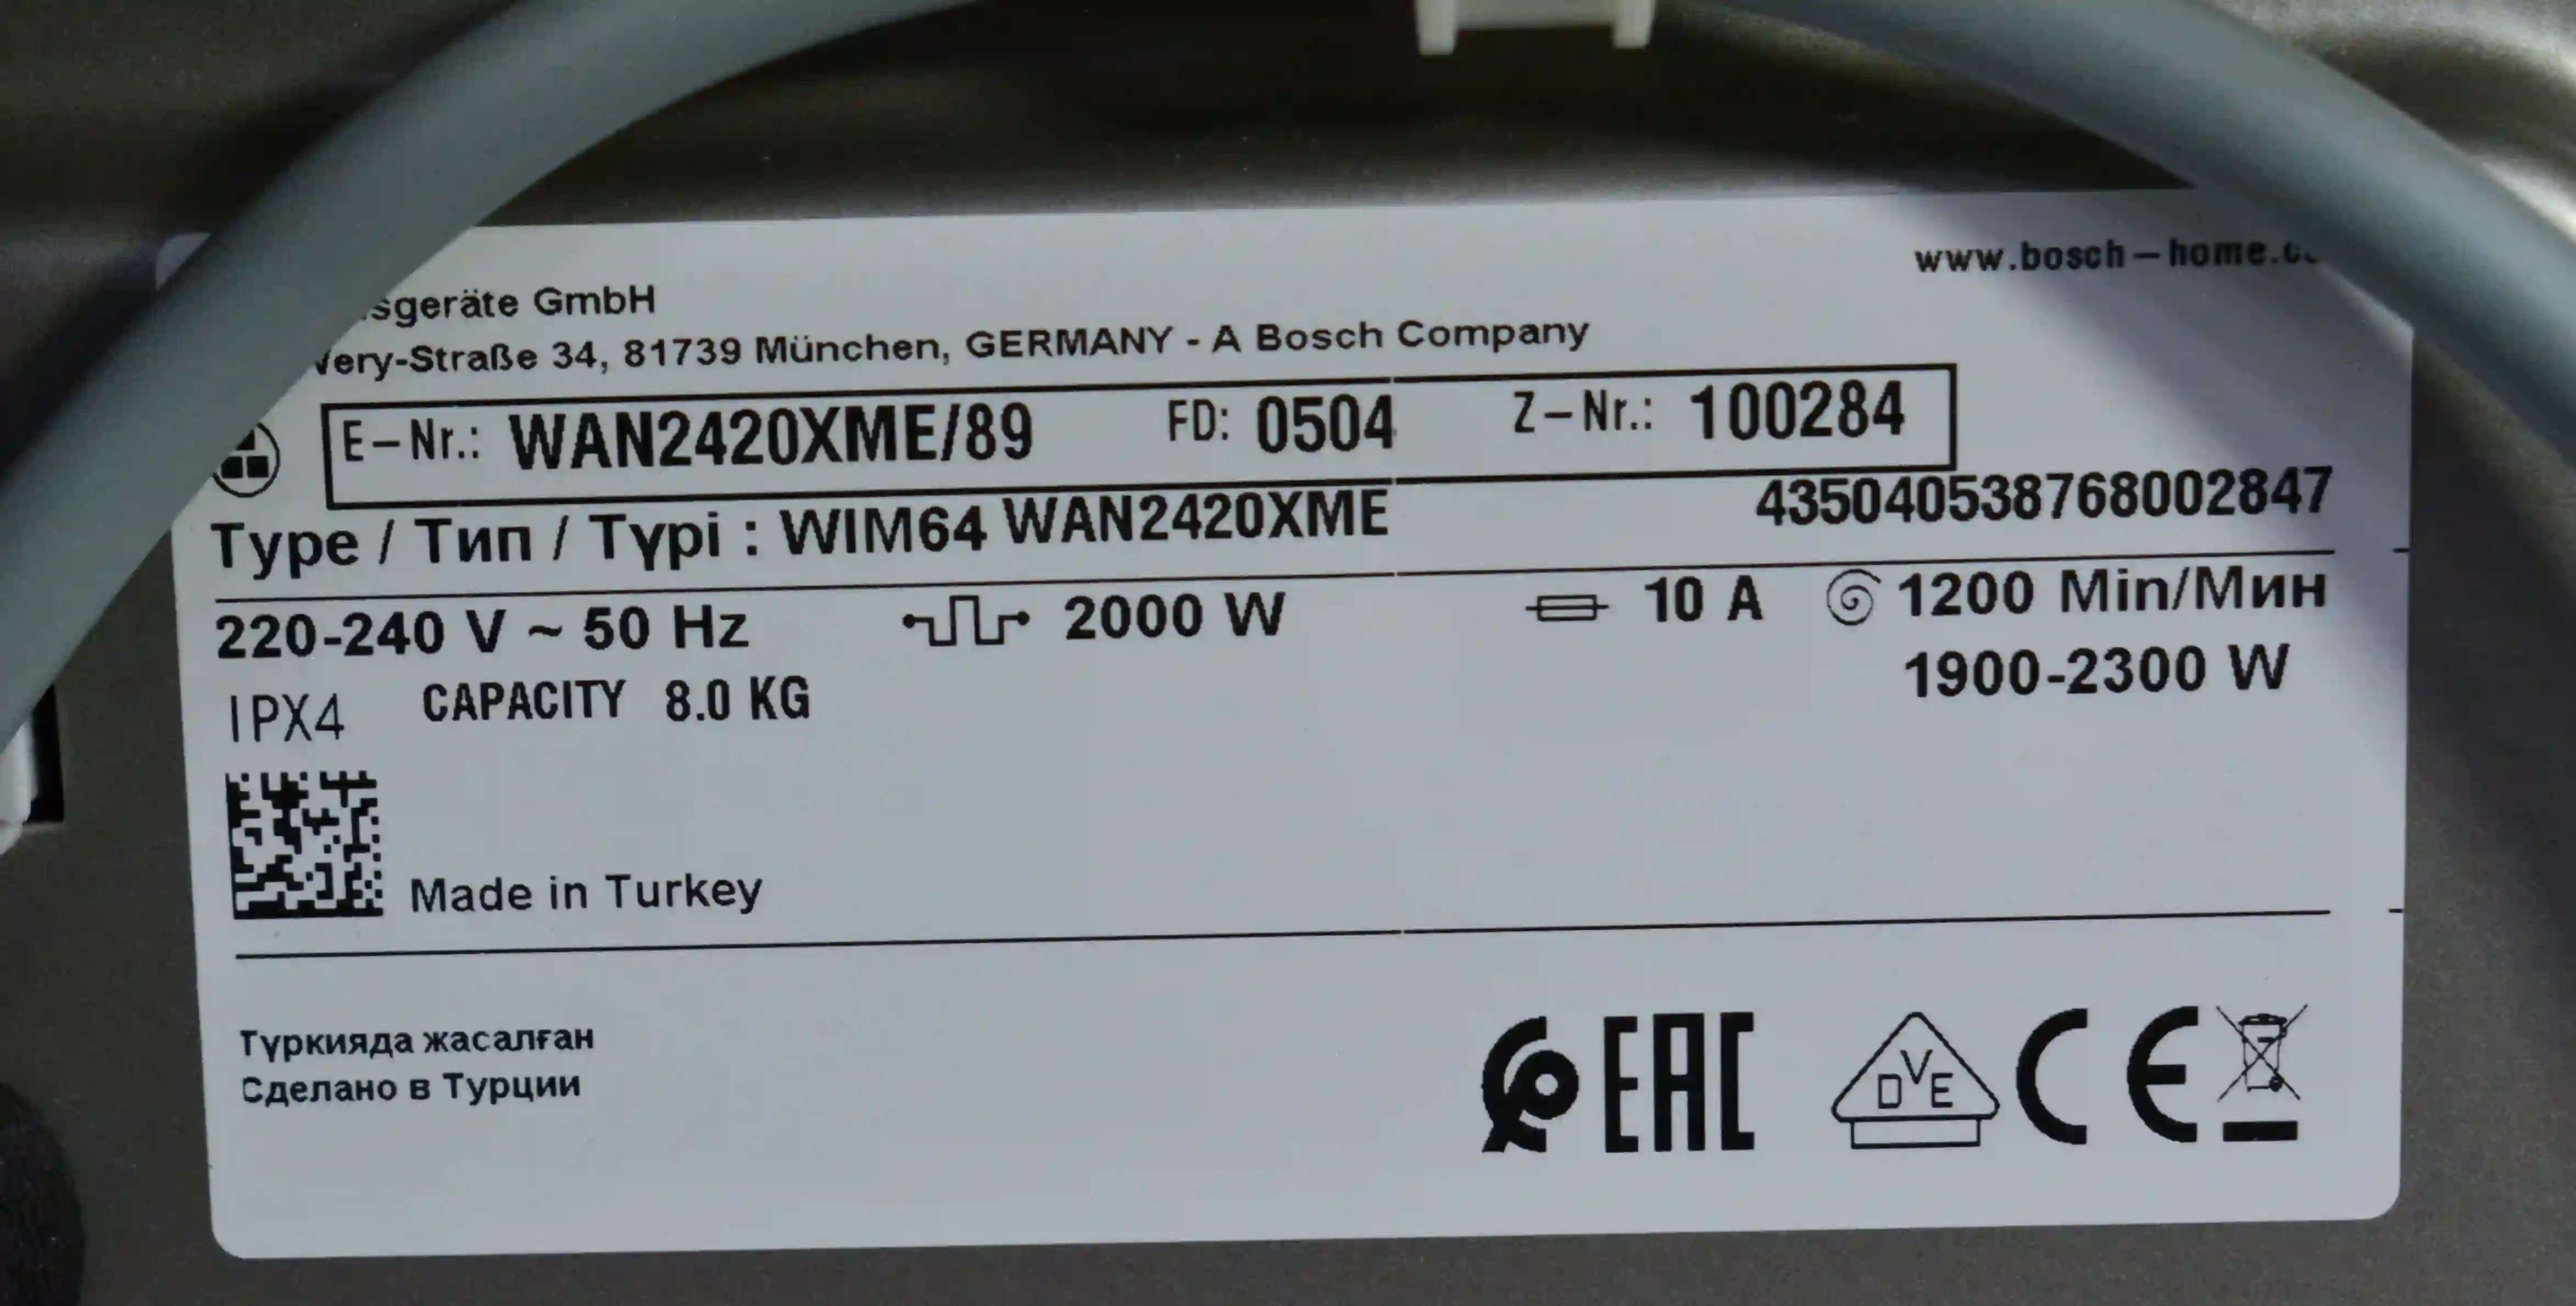 www.bosch-home.
sgeräte GmbH
Very-Straße 34, 81739 München, GERMANY - A Bosch Company
E-Nr.: WAN2420XME/89 FD: 0504 Z-Nr.: 100284
Type / Тип / Түрі : WIM64 WAN2420XME 435040538768002847
220-240 V ~ 50 Hz 2000 W 10 A 1200 Min/Мин
1900-2300 W
IPX4 CAPACITY 8.0 KG
Made in Turkey
Түркияда жасалған
Сделано в Турции
EAC DVE CE